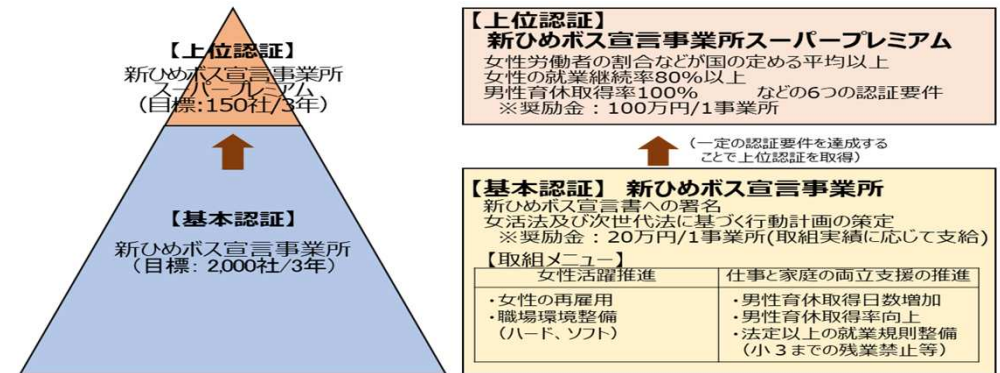 【上位認証】
新ひめボス宣言事業所
スーパープレミアム
(目標:150社/3年)
【基本認証】
新ひめボス宣言事業所
(目標: 2,000社/3年)
【上位認証】
新ひめボス宣言事業所スーパープレミアム
女性労働者の割合などが国の定める平均以上
女性の就業継続率80%以上
男性育休取得率100%　　　などの6つの認証要件
※奨励金：100万円/1事業所
(一定の認証要件を達成する
ことで上位認証を取得)
【基本認証】 新ひめボス宣言事業所
新ひめボス宣言書への署名
女活法及び次世代法に基づく行動計画の策定
※奨励金：20万円/1事業所(取組実績に応じて支給)
【取組メニュー】
女性活躍推進
・女性の再雇用
・職場環境整備
(ハード、ソフト)
仕事と家庭の両立支援の推進
・男性育休取得日数増加
・男性育休取得率向上
・法定以上の就業規則整備
(小３までの残業禁止等)